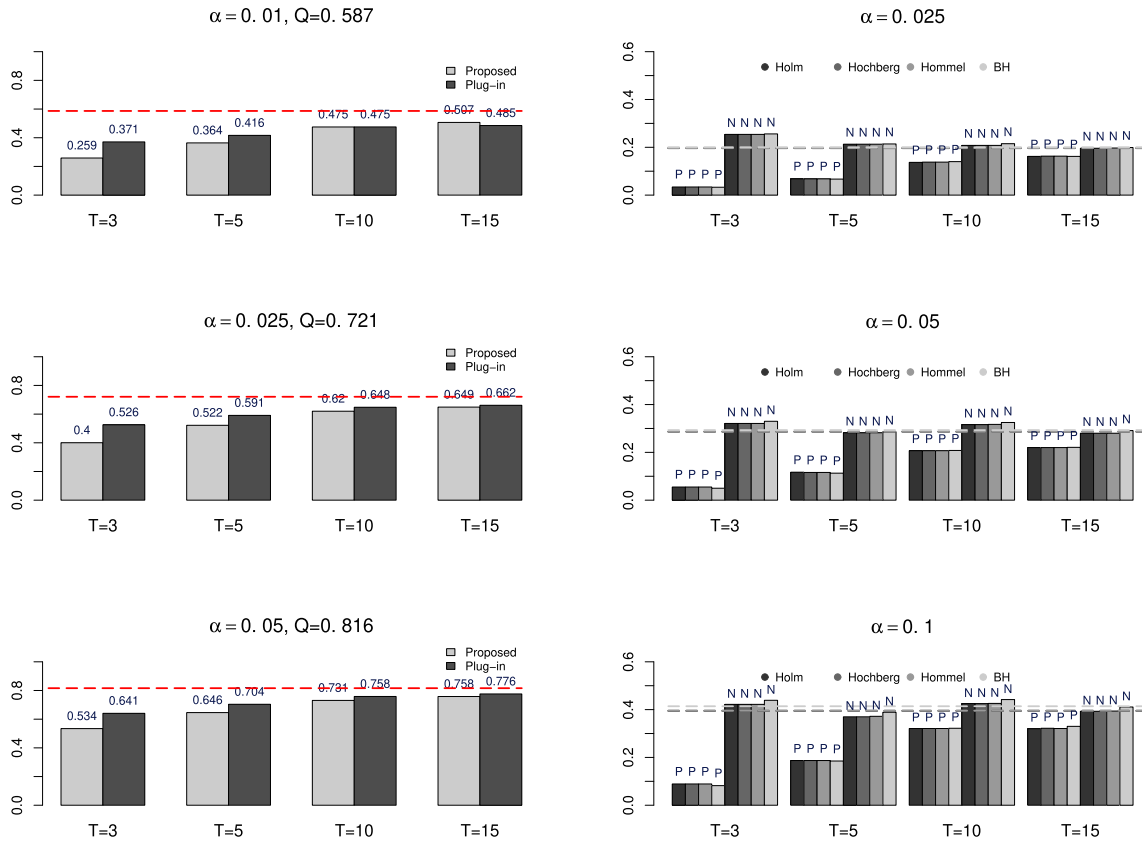 α = 0. 01, Q=0. 587
0.0 0.4 0.8
Proposed
Plug−in
0.259 0.371 0.364 0.416 0.475 0.475 0.507 0.485
T=3 T=5 T=10 T=15
α = 0. 025
0.0 0.2 0.4 0.6
Holm Hochberg Hommel BH
P P P P N N N N P P P P N N N N P P P P N N N N P P P P N N N N
T=3 T=5 T=10 T=15
α = 0. 025, Q=0. 721
0.0 0.4 0.8
Proposed
Plug−in
0.4 0.526 0.522 0.591 0.62 0.648 0.649 0.662
T=3 T=5 T=10 T=15
α = 0. 05
0.0 0.2 0.4 0.6
Holm Hochberg Hommel BH
P P P P N N N N P P P P N N N N P P P P N N N N P P P P N N N N
T=3 T=5 T=10 T=15
α = 0. 05, Q=0. 816
0.0 0.4 0.8
Proposed
Plug−in
0.534 0.641 0.646 0.704 0.731 0.758 0.758 0.776
T=3 T=5 T=10 T=15
α = 0. 1
0.0 0.2 0.4 0.6
Holm Hochberg Hommel BH
P P P P N N N N P P P P N N N N P P P P N N N N P P P P N N N N
T=3 T=5 T=10 T=15